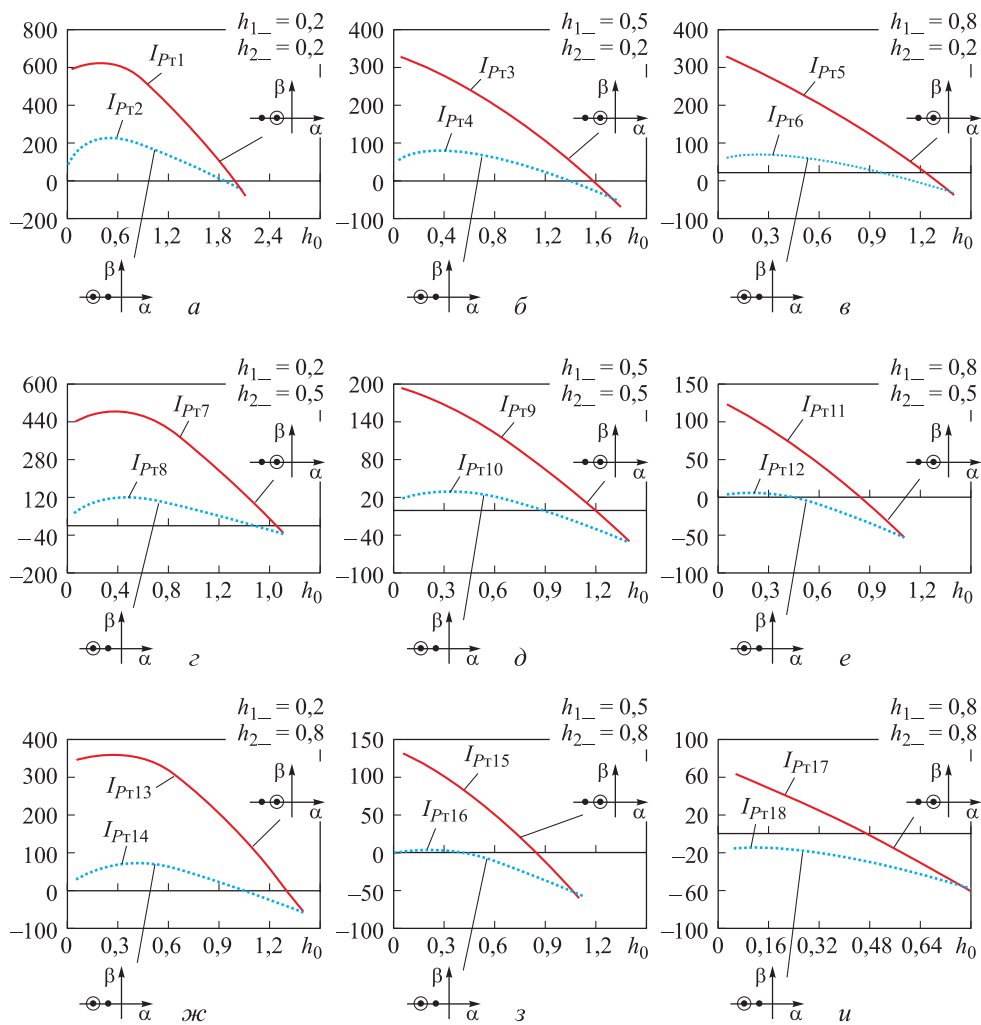 h1_ = 0,2
h2_ = 0,2
800
600
400
200
0
−200
IPт1
IPт2
β
α
0 0,6 1,2 1,8 2,4 h0
β
α
а
h1_ = 0,5
h2_ = 0,2
400
300
200
100
0
−100
IPт3
IPт4
β
α
0 0,4 0,8 1,2 1,6 h0
β
α
б
h1_ = 0,8
h2_ = 0,2
400
300
200
100
0
−100
IPт5
IPт6
β
α
0 0,3 0,6 0,9 1,2 h0
β
α
в
h1_ = 0,2
h2_ = 0,5
600
440
280
120
−40
−200
IPт7
IPт8
β
α
0 0,4 0,8 1,2 1,0 h0
β
α
г
h1_ = 0,5
h2_ = 0,5
200
140
80
20
−40
−100
IPт9
IPт10
β
α
0 0,3 0,6 0,9 1,2 h0
β
α
д
h1_ = 0,8
h2_ = 0,5
150
100
50
0
−50
−100
IPт11
IPт12
β
α
0 0,3 0,6 0,9 1,2 h0
β
α
е
h1_ = 0,2
h2_ = 0,8
400
300
200
100
0
−100
IPт13
IPт14
β
α
0 0,3 0,6 0,9 1,2 h0
β
α
ж
h1_ = 0,5
h2_ = 0,8
150
100
50
0
−50
−100
IPт15
IPт16
β
α
0 0,3 0,6 0,9 1,2 h0
β
α
з
h1_ = 0,8
h2_ = 0,8
100
60
20
−20
−60
−100
IPт17
IPт18
β
α
0 0,16 0,32 0,48 0,64 h0
β
α
и